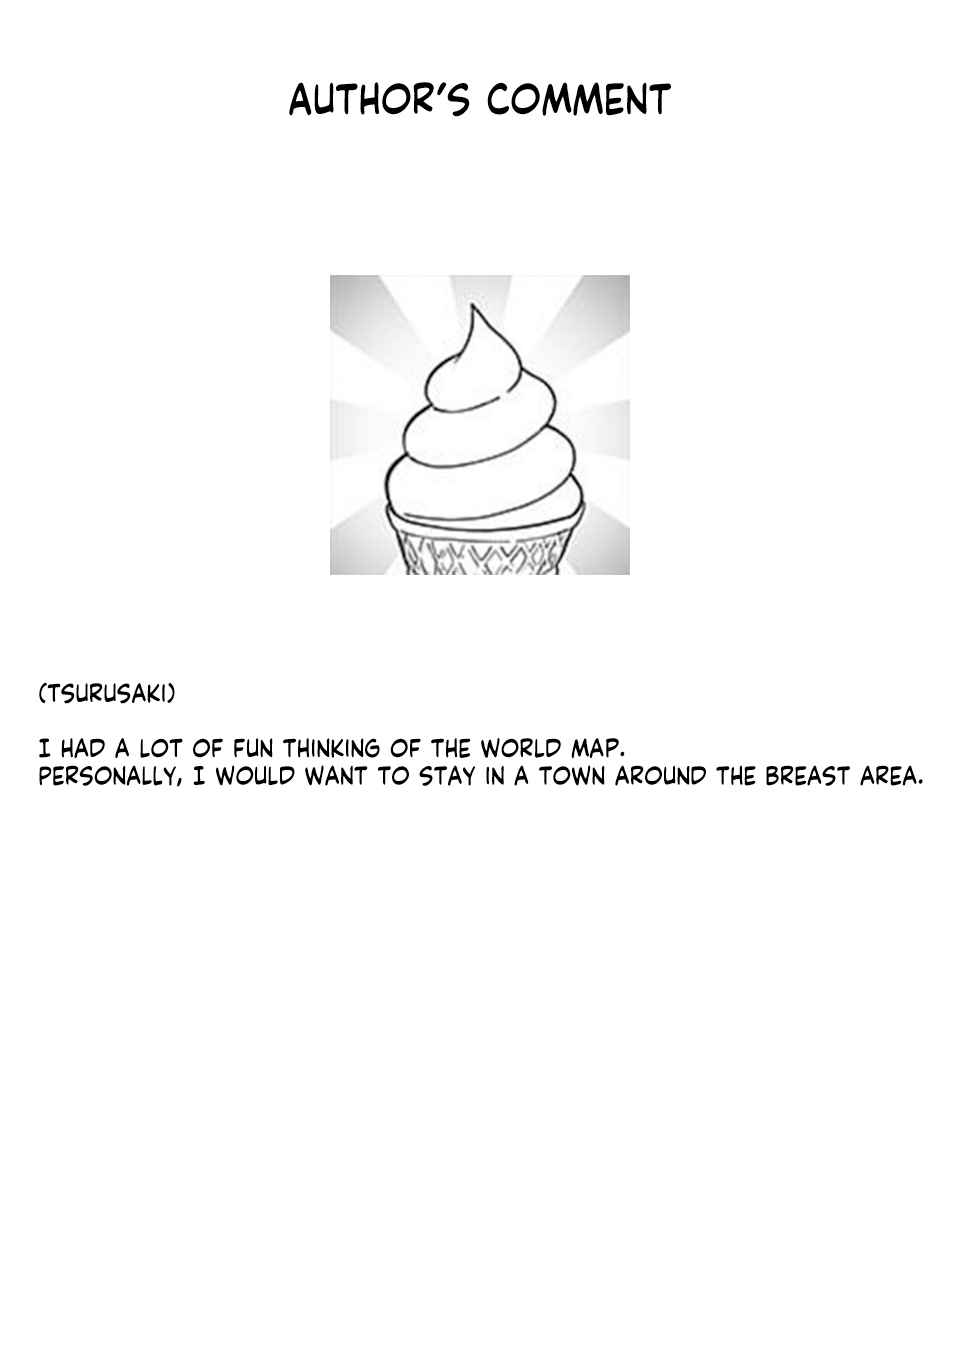 AUTHOR'S COMMENT
(TSURUSAKI)
I HAD A LOT OF FUN THINKING OF THE WORLD MAP.
PERSONALLY, I WOULD WANT TO STAY IN A TOWN AROUND THE BREAST AREA.